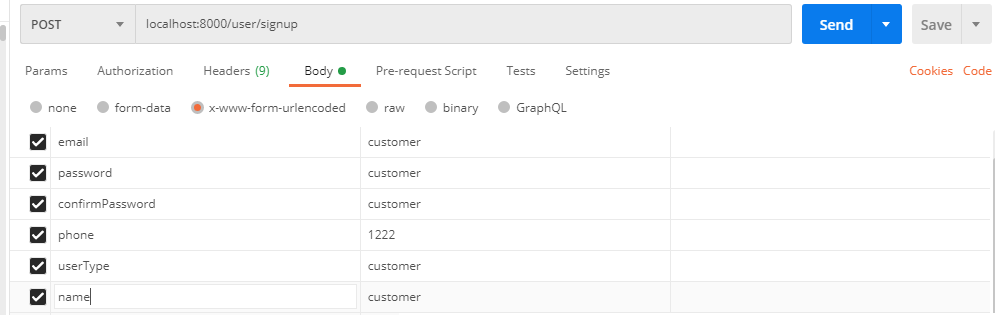 POST localhost:8000/user/signup Send Save
Params Authorization Headers (9) Body Pre-request Script Tests Settings Cookies Code
none form-data x-www-form-urlencoded raw binary GraphQL
email customer
password customer
confirmPassword customer
phone 1222
userType customer
name customer